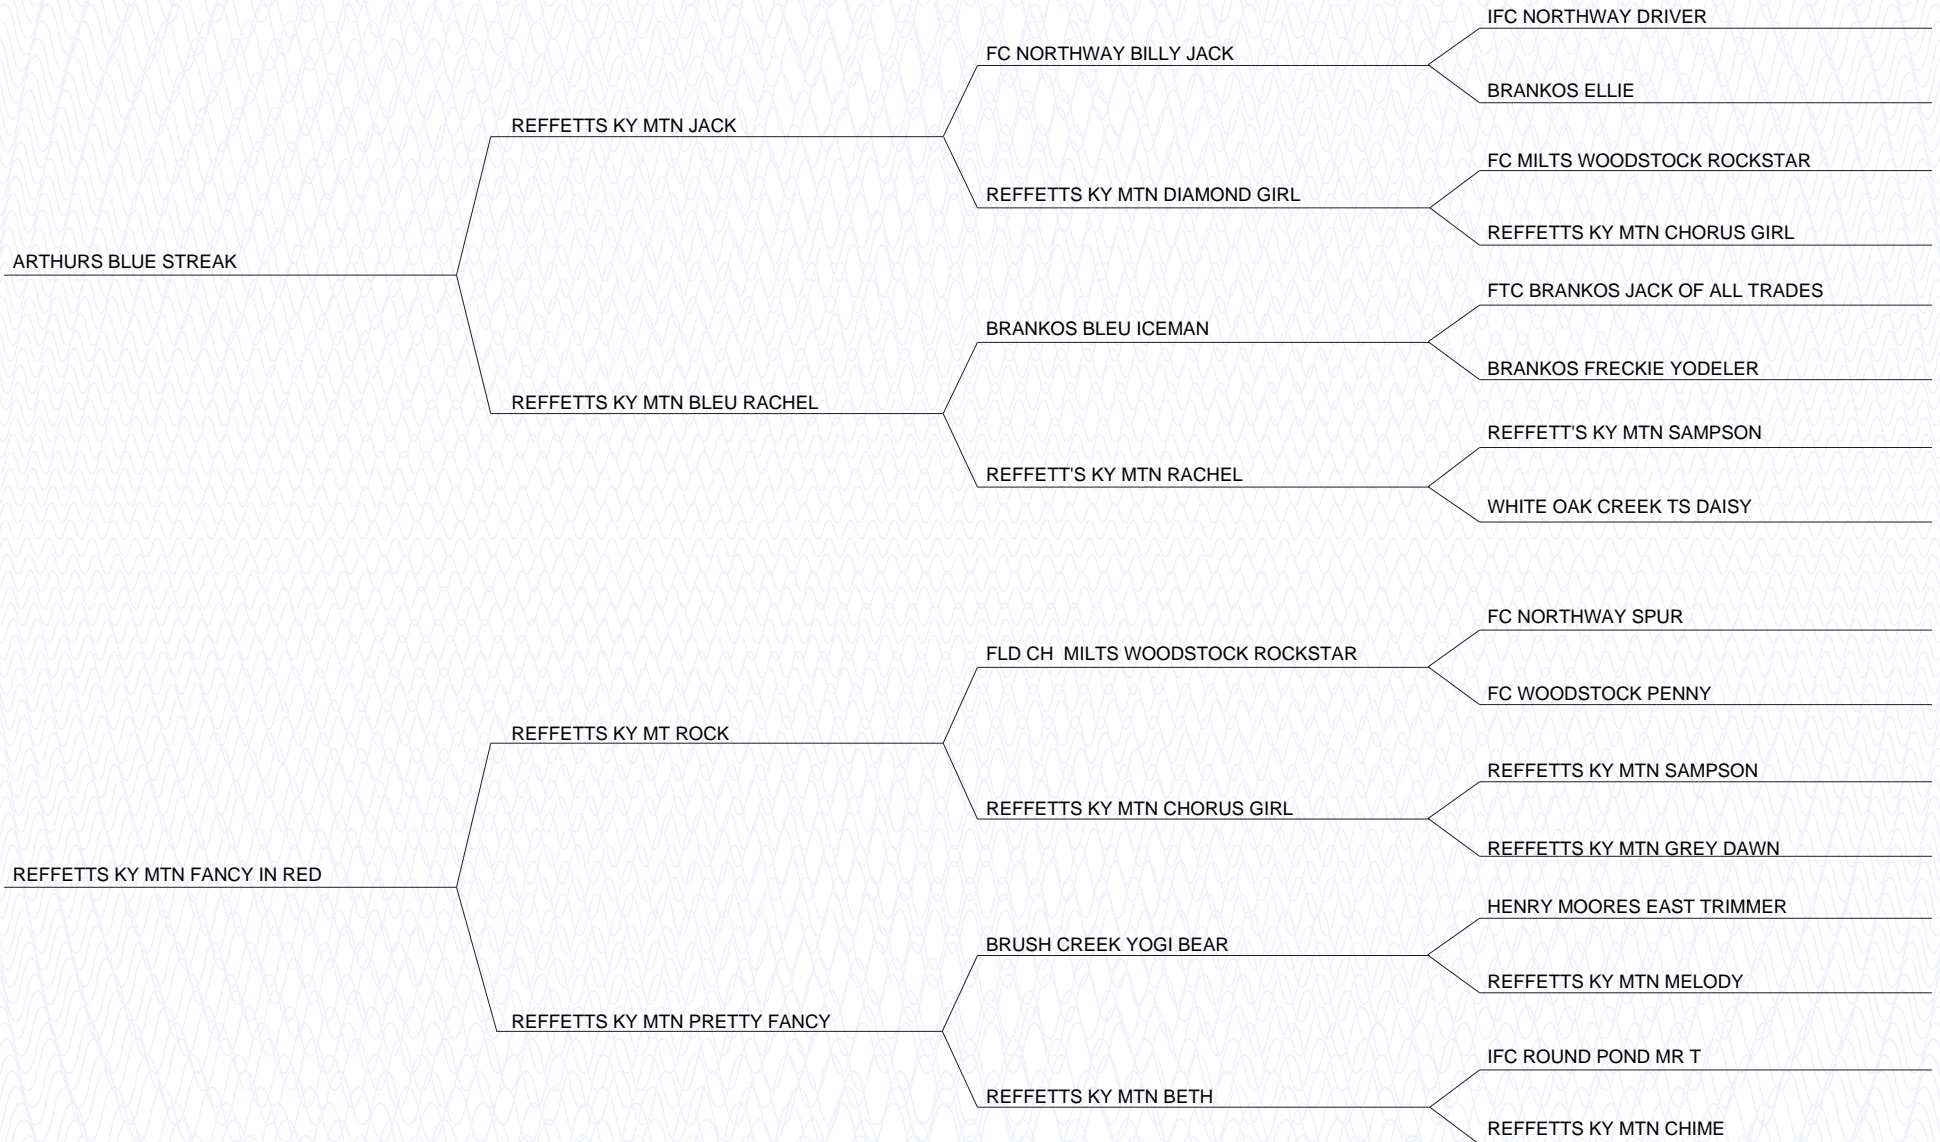 IFC NORTHWAY DRIVER
FC NORTHWAY BILLY JACK
BRANKOS ELLIE
REFFETTS KY MTN JACK
FC MILTS WOODSTOCK ROCKSTAR
REFFETTS KY MTN DIAMOND GIRL
REFFETTS KY MTN CHORUS GIRL
ARTHURS BLUE STREAK
FTC BRANKOS JACK OF ALL TRADES
BRANKOS BLEU ICEMAN
BRANKOS FRECKIE YODELER
REFFETTS KY MTN BLEU RACHEL
REFFETT'S KY MTN SAMPSON
REFFETT'S KY MTN RACHEL
WHITE OAK CREEK TS DAISY
FC NORTHWAY SPUR
FLD CH  MILTS WOODSTOCK ROCKSTAR
FC WOODSTOCK PENNY
REFFETTS KY MT ROCK
REFFETTS KY MTN SAMPSON
REFFETTS KY MTN CHORUS GIRL
REFFETTS KY MTN GREY DAWN
REFFETTS KY MTN FANCY IN RED
HENRY MOORES EAST TRIMMER
BRUSH CREEK YOGI BEAR
REFFETTS KY MTN MELODY
REFFETTS KY MTN PRETTY FANCY
IFC ROUND POND MR T
REFFETTS KY MTN BETH
REFFETTS KY MTN CHIME